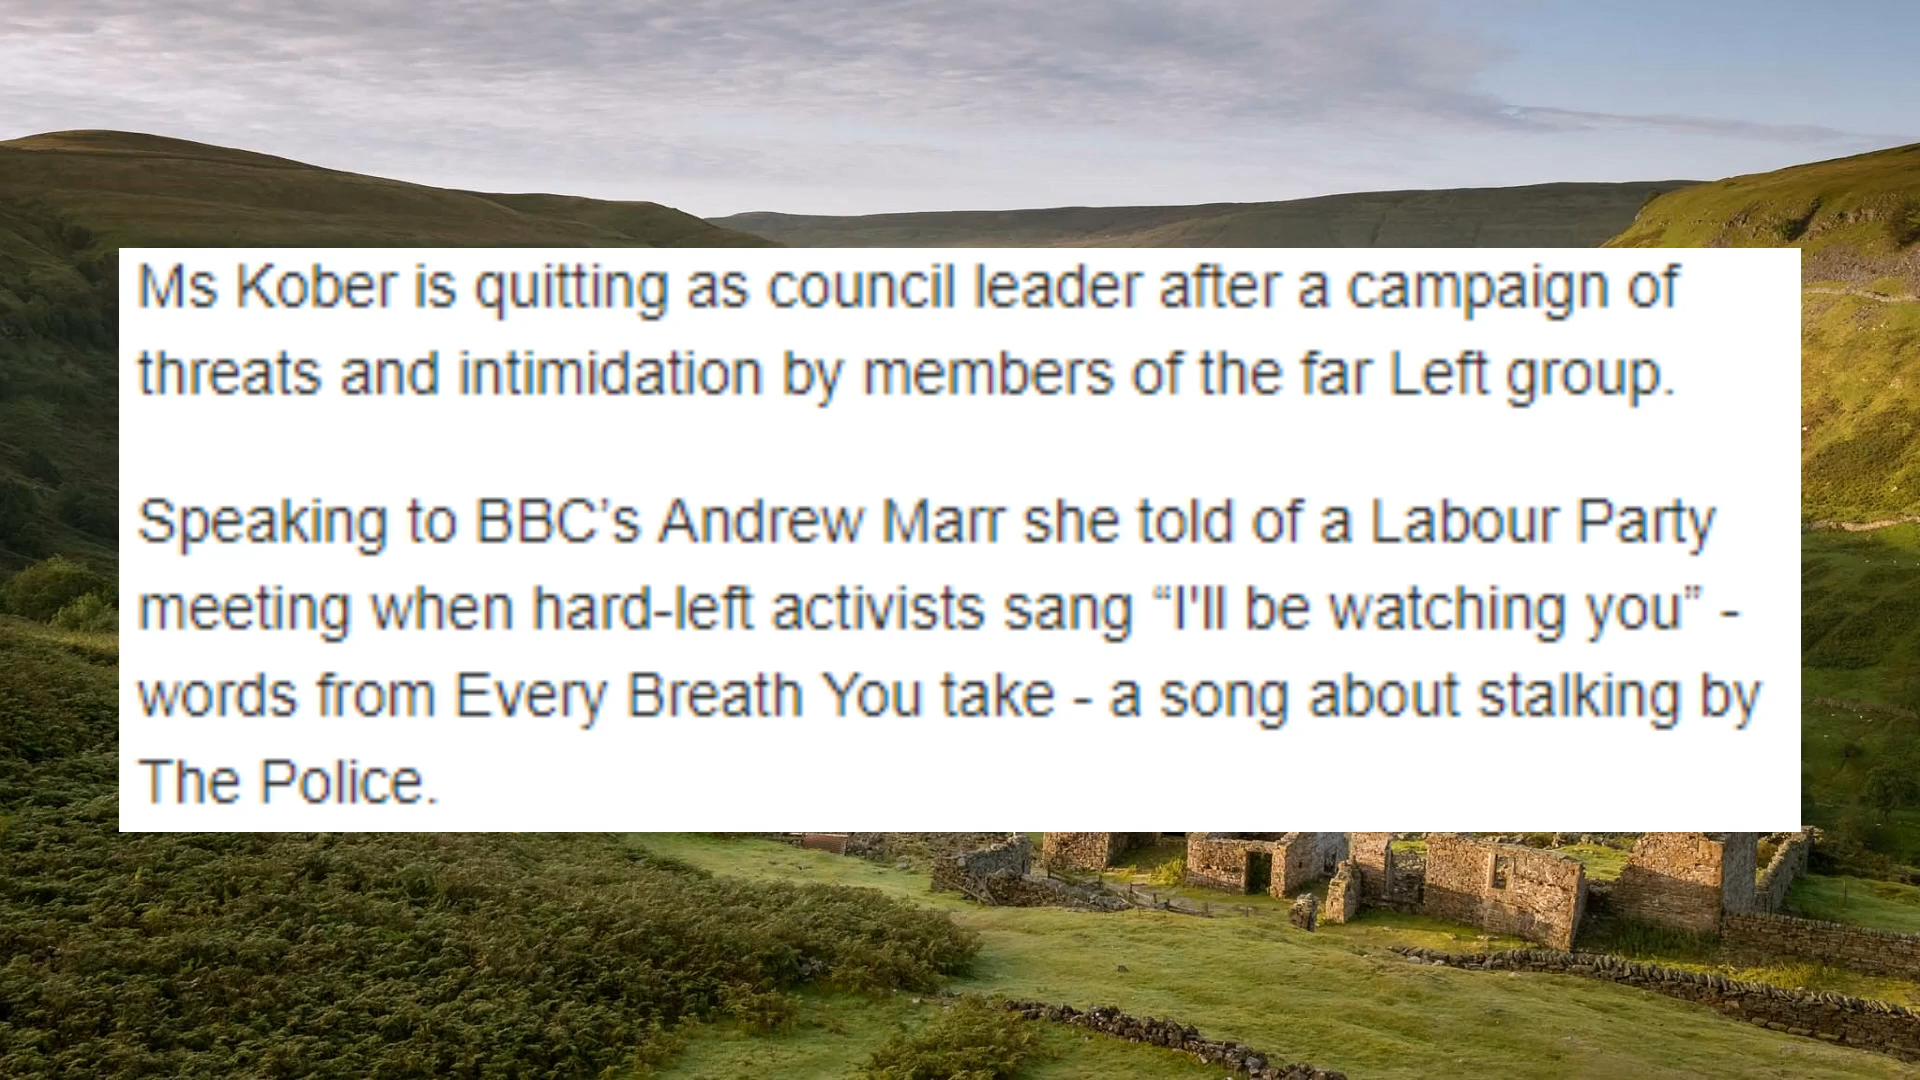 Ms Kober is quitting as council leader after a campaign of
threats and intimidation by members of the far Left group.
Speaking to BBC’s Andrew Marr she told of a Labour Party
meeting when hard-left activists sang “I'll be watching you” -
words from Every Breath You take - a song about stalking by
The Police.